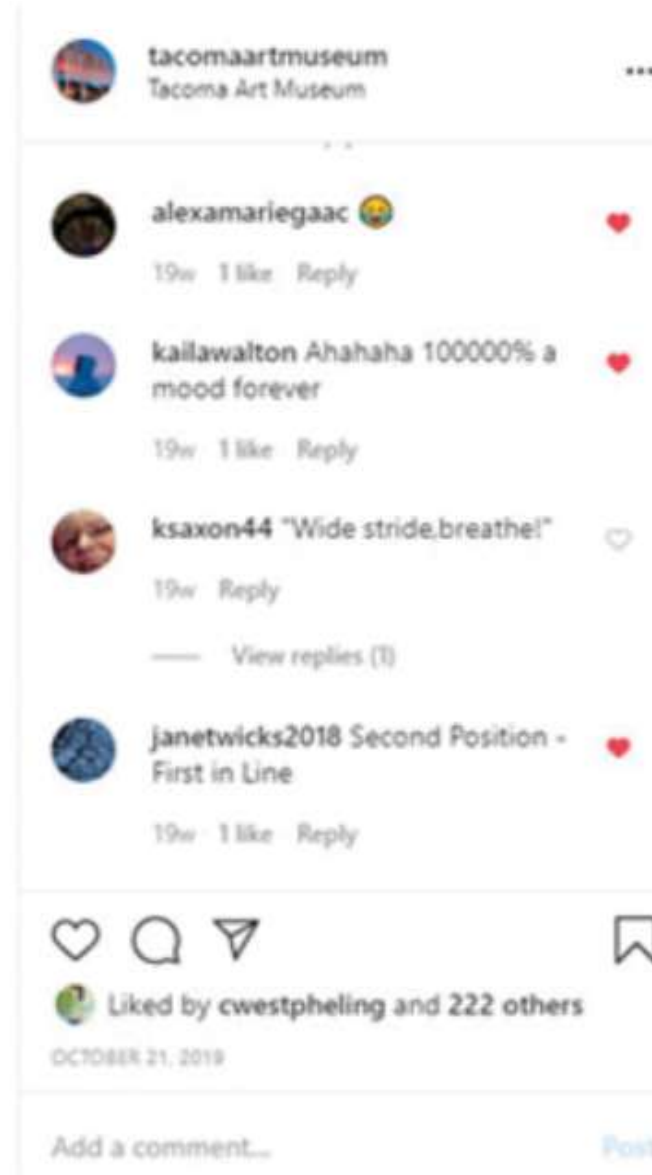 tacomaartmuseum
Tacoma Art Museum
alexamariegaac 😭
19w 1 like Reply
kailawalton Ahahaha 100000% a
mood forever
19w 1 like Reply
ksaxon44 "Wide stride,breathe!"
19w Reply
View replies (1)
janetwicks2018 Second Position -
First in Line
19w 1 like Reply
Liked by cwestpheling and 222 others
OCTOBER 21, 2019
Add a comment...
Post